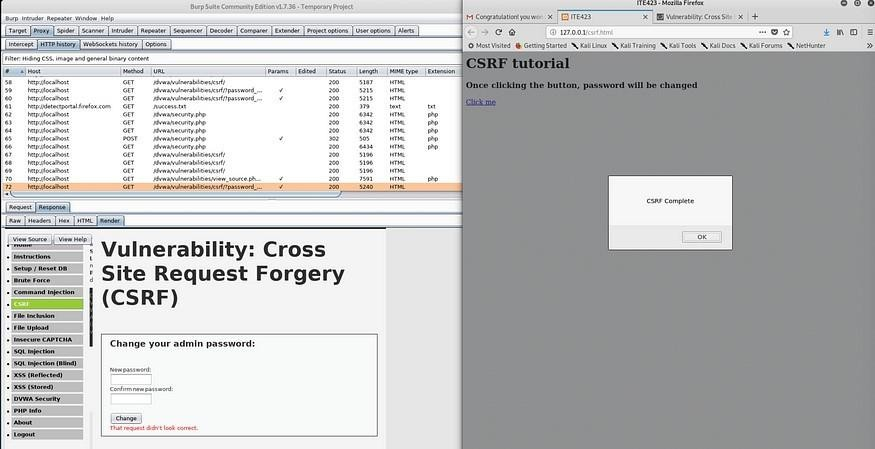 Burp Suite Community Edition v1.7.36 - Temporary Project
Burp Intruder Repeater Window Help
Target Proxy Spider Scanner Intruder Repeater Sequencer Decoder Comparer Extender Project options User options Alerts
Intercept HTTP history WebSockets history Options
Filter: Hiding CSS, image and general binary content
# Host Method URL Params Edited Status Length MIME type Extension
58 http://localhost GET /dvwa/vulnerabilities/csrf/ 200 5187 HTML
59 http://localhost GET /dvwa/vulnerabilities/csrf/?password_... ✓ 200 5215 HTML
60 http://localhost GET /dvwa/vulnerabilities/csrf/?password_... ✓ 200 5215 HTML
61 http://detectportal.firefox.com GET /success.txt 200 379 text txt
62 http://localhost GET /dvwa/security.php 200 6342 HTML php
63 http://localhost GET /dvwa/security.php 200 6342 HTML php
64 http://localhost GET /dvwa/security.php 200 6342 HTML php
65 http://localhost POST /dvwa/security.php ✓ 302 505 HTML php
66 http://localhost GET /dvwa/security.php 200 6434 HTML php
67 http://localhost GET /dvwa/vulnerabilities/csrf/ 200 5196 HTML
68 http://localhost GET /dvwa/vulnerabilities/csrf/ 200 5196 HTML
69 http://localhost GET /dvwa/vulnerabilities/csrf/ 200 5196 HTML
70 http://localhost GET /dvwa/vulnerabilities/view_source.ph... ✓ 200 7591 HTML php
72 http://localhost GET /dvwa/vulnerabilities/csrf/?password_... ✓ 200 5240 HTML
Request Response
Raw Headers Hex HTML Render
View Source View Help
Home
Instructions
Setup / Reset DB
Brute Force
Command Injection
CSRF
File Inclusion
File Upload
Insecure CAPTCHA
SQL Injection
SQL Injection (Blind)
XSS (Reflected)
XSS (Stored)
DVWA Security
PHP Info
About
Logout
Vulnerability: Cross
Site Request Forgery
(CSRF)
Change your admin password:
New password:
Confirm new password:
Change
That request didn't look correct.
ITE423 - Mozilla Firefox
Congratulation! you won ITE423 Vulnerability: Cross Sit
127.0.0.1/csrf.html
Most Visited Getting Started Kali Linux Kali Training Kali Tools Kali Docs Kali Forums NetHunter
CSRF tutorial
Once clicking the button, password will be changed
Click me
CSRF Complete
OK